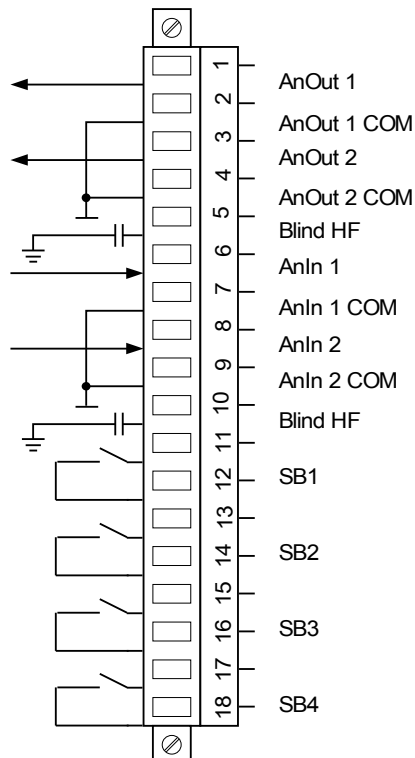 1
AnOut 1
2
AnOut 1 COM
3
AnOut 2
4
AnOut 2 COM
5
Blind HF
6
AnIn 1
7
AnIn 1 COM
8
AnIn 2
9
AnIn 2 COM
10
Blind HF
11
12 SB1
13
14 SB2
15
16 SB3
17
18 SB4